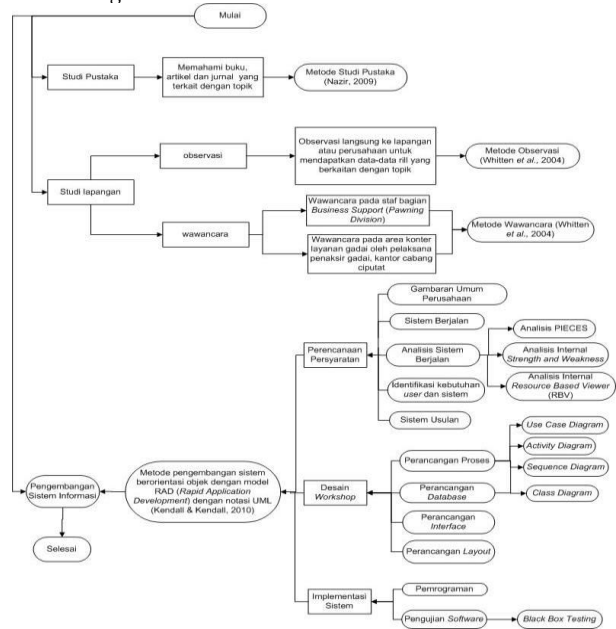 Mulai
Studi Pustaka
Memahami buku,
artikel dan jurnal yang
terkait dengan topik
Metode Studi Pustaka
(Nazir, 2009)
observasi
Observasi langsung ke lapangan
atau perusahaan untuk
mendapatkan data-data rill yang
berkaitan dengan topik
Metode Observasi
(Whitten et al., 2004)
Studi lapangan
wawancara
Wawancara pada staf bagian
Business Support (Pawning
Division)
Wawancara pada area konter
layanan gadai oleh pelaksana
penaksir gadai, kantor cabang
ciputat
Metode Wawancara (Whitten
et al., 2004)
Gambaran Umum
Perusahaan
Sistem Berjalan
Perencanaan
Persyaratan
Analisis Sistem
Berjalan
Analisis PIECES
Analisis Internal
Strength and Weakness
Analisis Internal
Resource Based Viewer
(RBV)
Identifikasi kebutuhan
user dan sistem
Sistem Usulan
Pengembangan
Sistem Informasi
Metode pengembangan sistem
berorientasi objek dengan model
RAD (Rapid Application
Development) dengan notasi UML
(Kendall & Kendall, 2010)
Desain
Workshop
Perancangan Proses
Use Case Diagram
Activity Diagram
Sequence Diagram
Class Diagram
Perancangan
Database
Perancangan
Interface
Perancangan Layout
Selesai
Implementasi
Sistem
Pemrograman
Pengujian Software
Black Box Testing